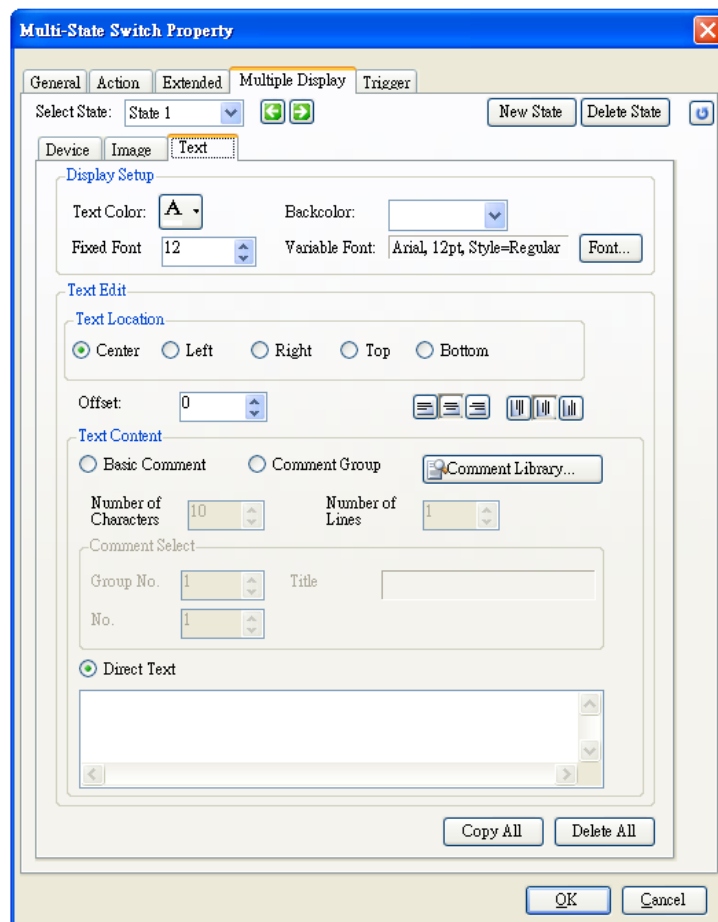 Multi-State Switch Property
General Action Extended Multiple Display Trigger
Select State: State 1 New State Delete State
Device Image Text
Display Setup
Text Color: A Backcolor:
Fixed Font 12 Variable Font: Arial, 12pt, Style=Regular Font...
Text Edit
Text Location
Center Left Right Top Bottom
Offset: 0
Text Content
Basic Comment Comment Group Comment Library...
Number of Characters 10 Number of Lines 1
Comment Select
Group No. 1 Title
No. 1
Direct Text
Copy All Delete All
OK Cancel